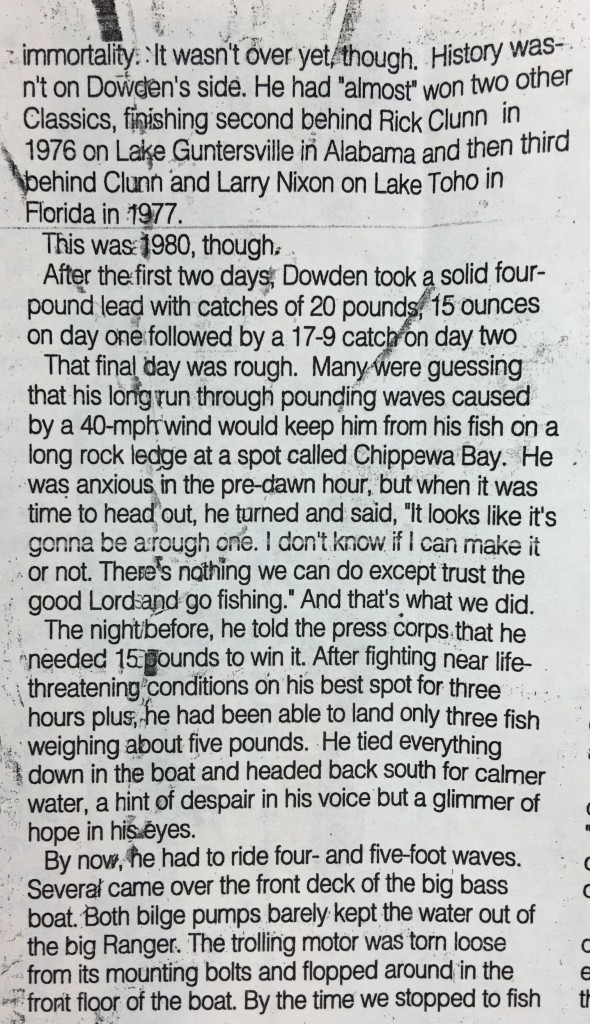 immortality. It wasn't over yet, though. History was-
n't on Dowden's side. He had "almost" won two other
Classics, finishing second behind Rick Clunn in
1976 on Lake Guntersville in Alabama and then third
behind Clunn and Larry Nixon on Lake Toho in
Florida in 1977.
This was 1980, though.
After the first two days, Dowden took a solid four-
pound lead with catches of 20 pounds, 15 ounces
on day one followed by a 17-9 catch on day two
That final day was rough. Many were guessing
that his long run through pounding waves caused
by a 40-mph wind would keep him from his fish on a
long rock ledge at a spot called Chippewa Bay. He
was anxious in the pre-dawn hour, but when it was
time to head out, he turned and said, "It looks like it's
gonna be a rough one. I don't know if I can make it
or not. There's nothing we can do except trust the
good Lord and go fishing." And that's what we did.
The night before, he told the press corps that he
needed 15 pounds to win it. After fighting near life-
threatening conditions on his best spot for three
hours plus, he had been able to land only three fish
weighing about five pounds. He tied everything
down in the boat and headed back south for calmer
water, a hint of despair in his voice but a glimmer of
hope in his eyes.
By now, he had to ride four- and five-foot waves.
Several came over the front deck of the big bass
boat. Both bilge pumps barely kept the water out of
the big Ranger. The trolling motor was torn loose
from its mounting bolts and flopped around in the
front floor of the boat. By the time we stopped to fish